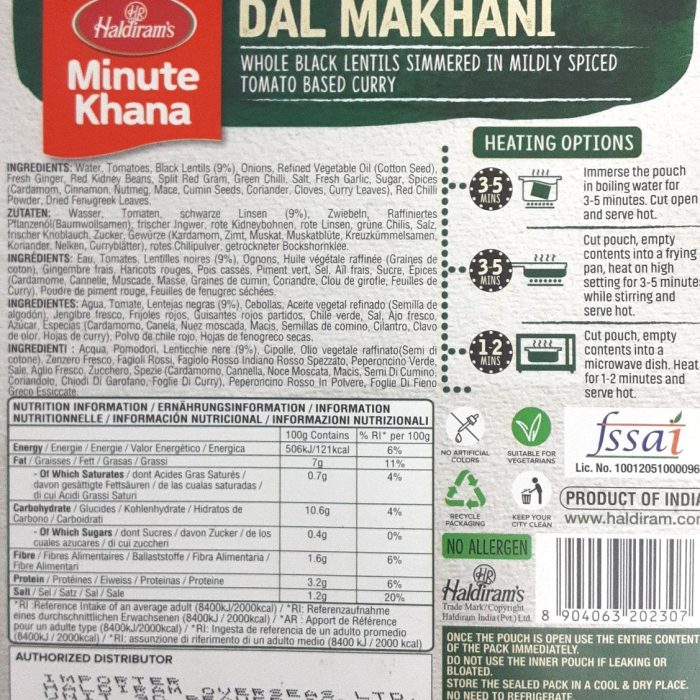 Haldiram's
Minute
Khana
DAL MAKHANI
WHOLE BLACK LENTILS SIMMERED IN MILDLY SPICED
TOMATO BASED CURRY
INGREDIENTS: Water, Tomatoes, Black Lentils (9%), Onions, Refined Vegetable Oil (Cotton Seed),
Fresh Ginger, Red Kidney Beans, Split Red Gram, Green Chilli, Salt, Fresh Garlic, Sugar, Spices
(Cardamom, Cinnamon, Nutmeg, Mace, Cumin Seeds, Coriander, Cloves, Curry Leaves), Red Chilli
Powder, Dried Fenugreek Leaves.
ZUTATEN: Wasser, Tomaten, schwarze Linsen (9%), Zwiebeln, Raffiniertes
Pflanzenöl(Baumwollsamen), frischer Ingwer, rote Kidneybohnen, rote Linsen, grüne Chilis, Salz,
frischer Knoblauch, Zucker, Gewürze (Kardamom, Zimt, Muskat, Muskatblüte, Kreuzkümmelsamen,
Koriander, Nelken, Curryblätter), rotes Chilipulver, getrockneter Bockshornklee.
INGRÉDIENTS: Eau, Tomates, Lentilles noires (9%), Ognons, Huile végétale raffinée (Graines de
coton), Gingembre frais, Haricots rouges, Pois cassés, Piment vert, Sel, Ail frais, Sucre, Epices
(Cardamome, Cannelle, Muscade, Masse, Graines de cumin, Coriandre, Clou de girofle, Feuilles de
Curry), Poudre de piment rouge, Feuilles de fenugrec séchées.
INGREDIENTES: Agua, Tomate, Lentejas negras (9%), Cebollas, Aceite vegetal refinado (Semilla de
algodón), Jengibre fresco, Frijoles rojos, Guisantes rojos partidos, Chile verde, Sal, Ajo fresco,
Azúcar, Especias (Cardamomo, Canela, Nuez moscada, Macis, Semillas de comino, Cilantro, Clavo
de olor, Hojas de curry), Polvo de chile rojo, Hojas de fenogreco secas.
INGREDIENTI : Acqua, Pomodori, Lenticchie nere (9%), Cipolle, Olio vegetale raffinato(Semi di
cotone), Zenzero Fresco, Fagioli Rossi, Fagiolo Rosso Indiano Rosso Spezzato, Peperoncino Verde,
Sale, Aglio Fresco, Zucchero, Spezie (Cardamomo, Cannella, Noce Moscata, Macis, Semi Di Cumino,
Coriandolo, Chiodi Di Garofano, Foglie Di Curry), Peperoncino Rosso In Polvere, Foglie Di Fieno
Greco Essiccate.
NUTRITION INFORMATION / ERNÄHRUNGSINFORMATION / INFORMATION
NUTRITIONNELLE / INFORMACIÓN NUTRICIONAL / INFORMAZIONI NUTRIZIONALI
100g Contains % RI* per 100g
Energy / Energie / Energie / Valor Energético / Energica 506kJ/121kcal 6%
Fat / Graisses / Fett / Grasas / Grassi 7g 11%
- Of Which Saturates / dont Acides Gras Saturés /
davon gesättigte Fettsäuren / de las cualas saturadas /
di cui Acidi Grassi Saturi 0.7g 4%
Carbohydrate / Glucides / Kohlenhydrate / Hidratos de
Carbono / Carboidrati 10.6g 4%
- Of Which Sugars / dont Sucres / davon Zucker / de los
cuales azucares / di cui zuccheri 0.4g 0%
Fibre / Fibres Alimentaires / Ballaststoffe / Fibra Alimentaria /
Fibre Alimentari 1.6g 6%
Protein / Protéines / Eiweiss / Proteinas / Proteine 3.2g 6%
Salt / Sel / Satz / Sal / Sale 1.2g 20%
*RI :Reference Intake of an average adult (8400kJ/2000kcal) / *RI: Referenzaufnahme
eines durchschnittlichen Erwachsenen (8400kJ / 2000kcal) / *AR : Apport de Référence
pour un adulte type (8400kJ/2000kcal) / *RI: Ingesta de referencia de un adulto promedio
(8400kJ / 2000kcal) / *RI: assunzione di riferimento di un adulto medio (8400 kJ / 2000 kcal)
AUTHORIZED DISTRIBUTOR
HEATING OPTIONS
3-5
MINS
Immerse the pouch
in boiling water for
3-5 minutes. Cut open
and serve hot.
3-5
MINS
Cut pouch, empty
contents into a frying
pan, heat on high
setting for 3-5 minutes
while stirring and
serve hot.
1-2
MINS
Cut pouch, empty
contents into a
microwave dish. Heat
for 1-2 minutes and
serve hot.
NO ARTIFICIAL
COLORS
SUITABLE FOR
VEGETARIANS
fssai
Lic. No. 10012051000096
RECYCLE
PACKAGING
KEEP YOUR
CITY CLEAN
PRODUCT OF INDIA
www.haldiram.co
NO ALLERGEN
Haldiram's
Trade Mark/Copyright
Haldiram India (Pvt.) Ltd.
8 904063 202307
ONCE THE POUCH IS OPEN USE THE ENTIRE CONTENT
OF THE PACK IMMEDIATELY.
DO NOT USE THE INNER POUCH IF LEAKING OR
BLOATED.
STORE THE SEALED PACK IN A COOL & DRY PLACE.
NO NEED TO REFRIGERATE